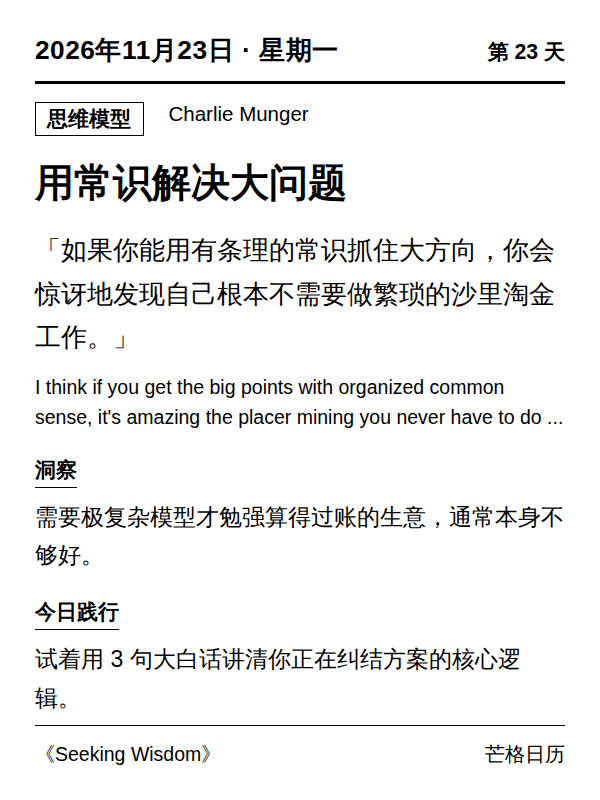 2026年11月23日 · 星期一
第 23 天
思维模型
Charlie Munger
用常识解决大问题
「如果你能用有条理的常识抓住大方向，你会
惊讶地发现自己根本不需要做繁琐的沙里淘金
工作。」
I think if you get the big points with organized common
sense, it's amazing the placer mining you never have to do ...
洞察
需要极复杂模型才勉强算得过账的生意，通常本身不
够好。
今日践行
试着用 3 句大白话讲清你正在纠结方案的核心逻
辑。
《Seeking Wisdom》
芒格日历